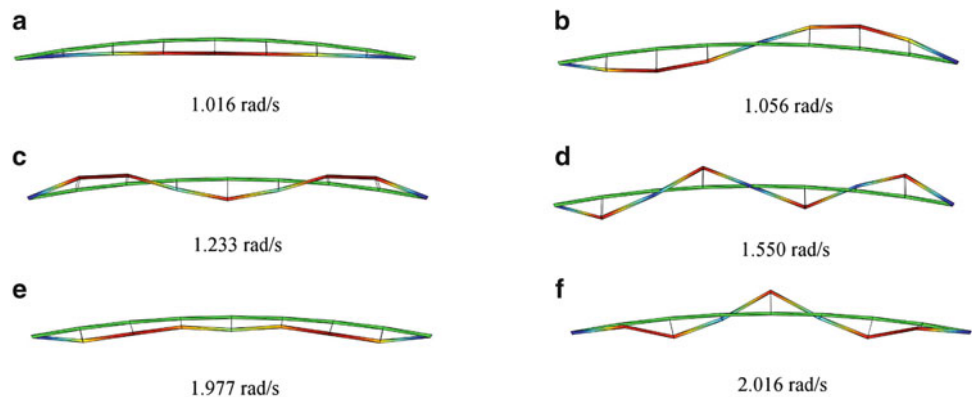 a
1.016 rad/s
b
1.056 rad/s
c
1.233 rad/s
d
1.550 rad/s
e
1.977 rad/s
f
2.016 rad/s